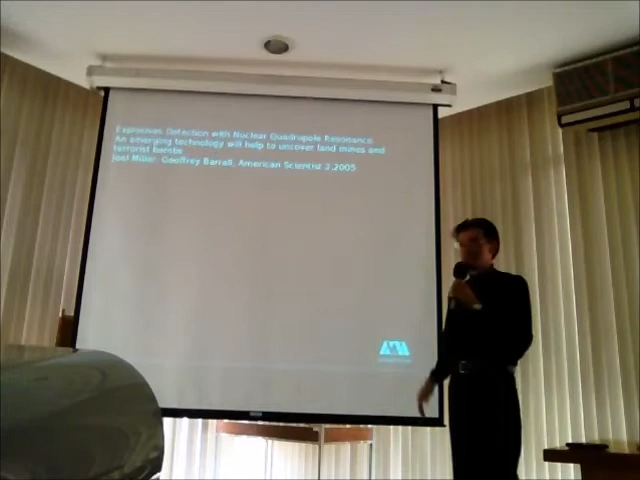 Explosives Detection with Nuclear Quadrupole Resonance
An emerging technology will help to uncover land mines and
terrorist bombs
Joel Miller, Geoffrey Barrall, American Scientist 2,2005